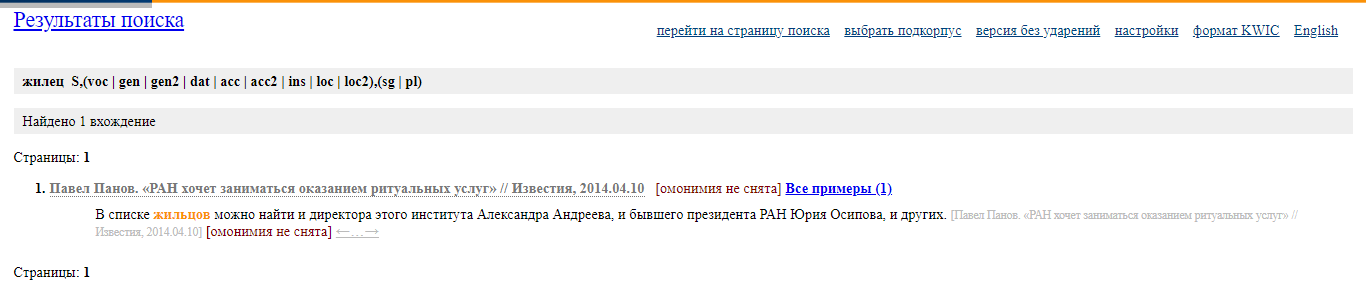 Результаты поиска
перейти на страницу поиска выбрать подкорпус версия без ударений настройки формат KWIC English
жилец S,(voc | gen | gen2 | dat | acc | acc2 | ins | loc | loc2),(sg | pl)
Найдено 1 вхождение
Страницы: 1
1. Павел Панов. «РАН хочет заниматься оказанием ритуальных услуг» // Известия, 2014.04.10 [омонимия не снята] Все примеры (1)
В списке жильцов можно найти и директора этого института Александра Андреева, и бывшего президента РАН Юрия Осипова, и других. [Павел Панов. «РАН хочет заниматься оказанием ритуальных услуг» //
Известия, 2014.04.10] [омонимия не снята] ←…→
Страницы: 1